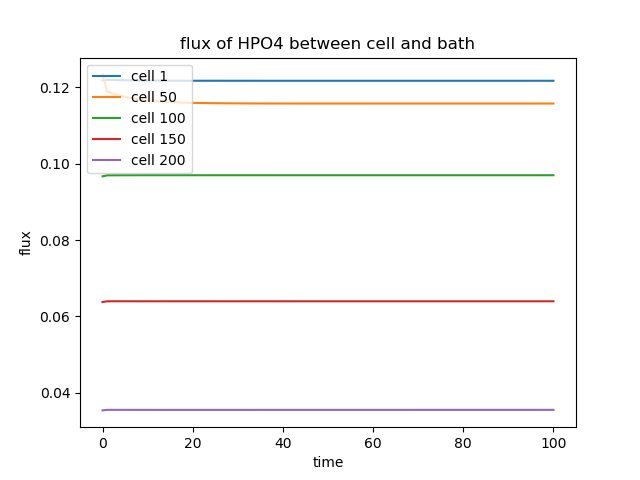 flux of HPO4 between cell and bath
cell 1
cell 50
cell 100
cell 150
cell 200
0.12
0.10
0.08
0.06
0.04
flux
0 20 40 60 80 100
time